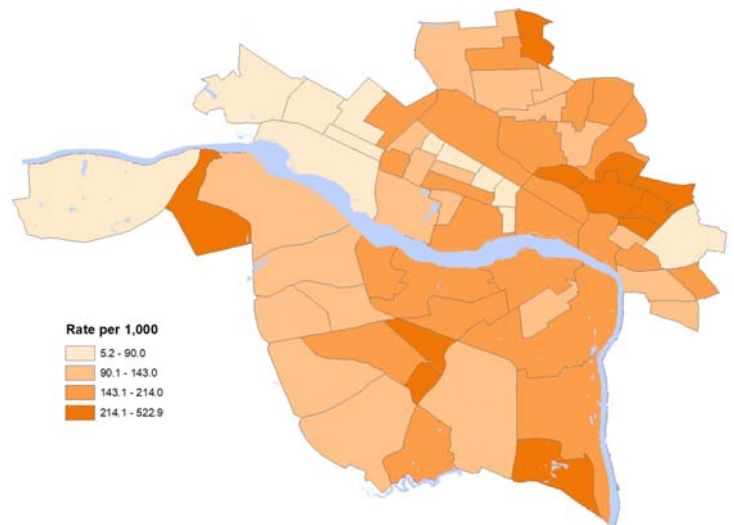 Rate per 1,000
5.2 - 90.0
90.1 - 143.0
143.1 - 214.0
214.1 - 522.9